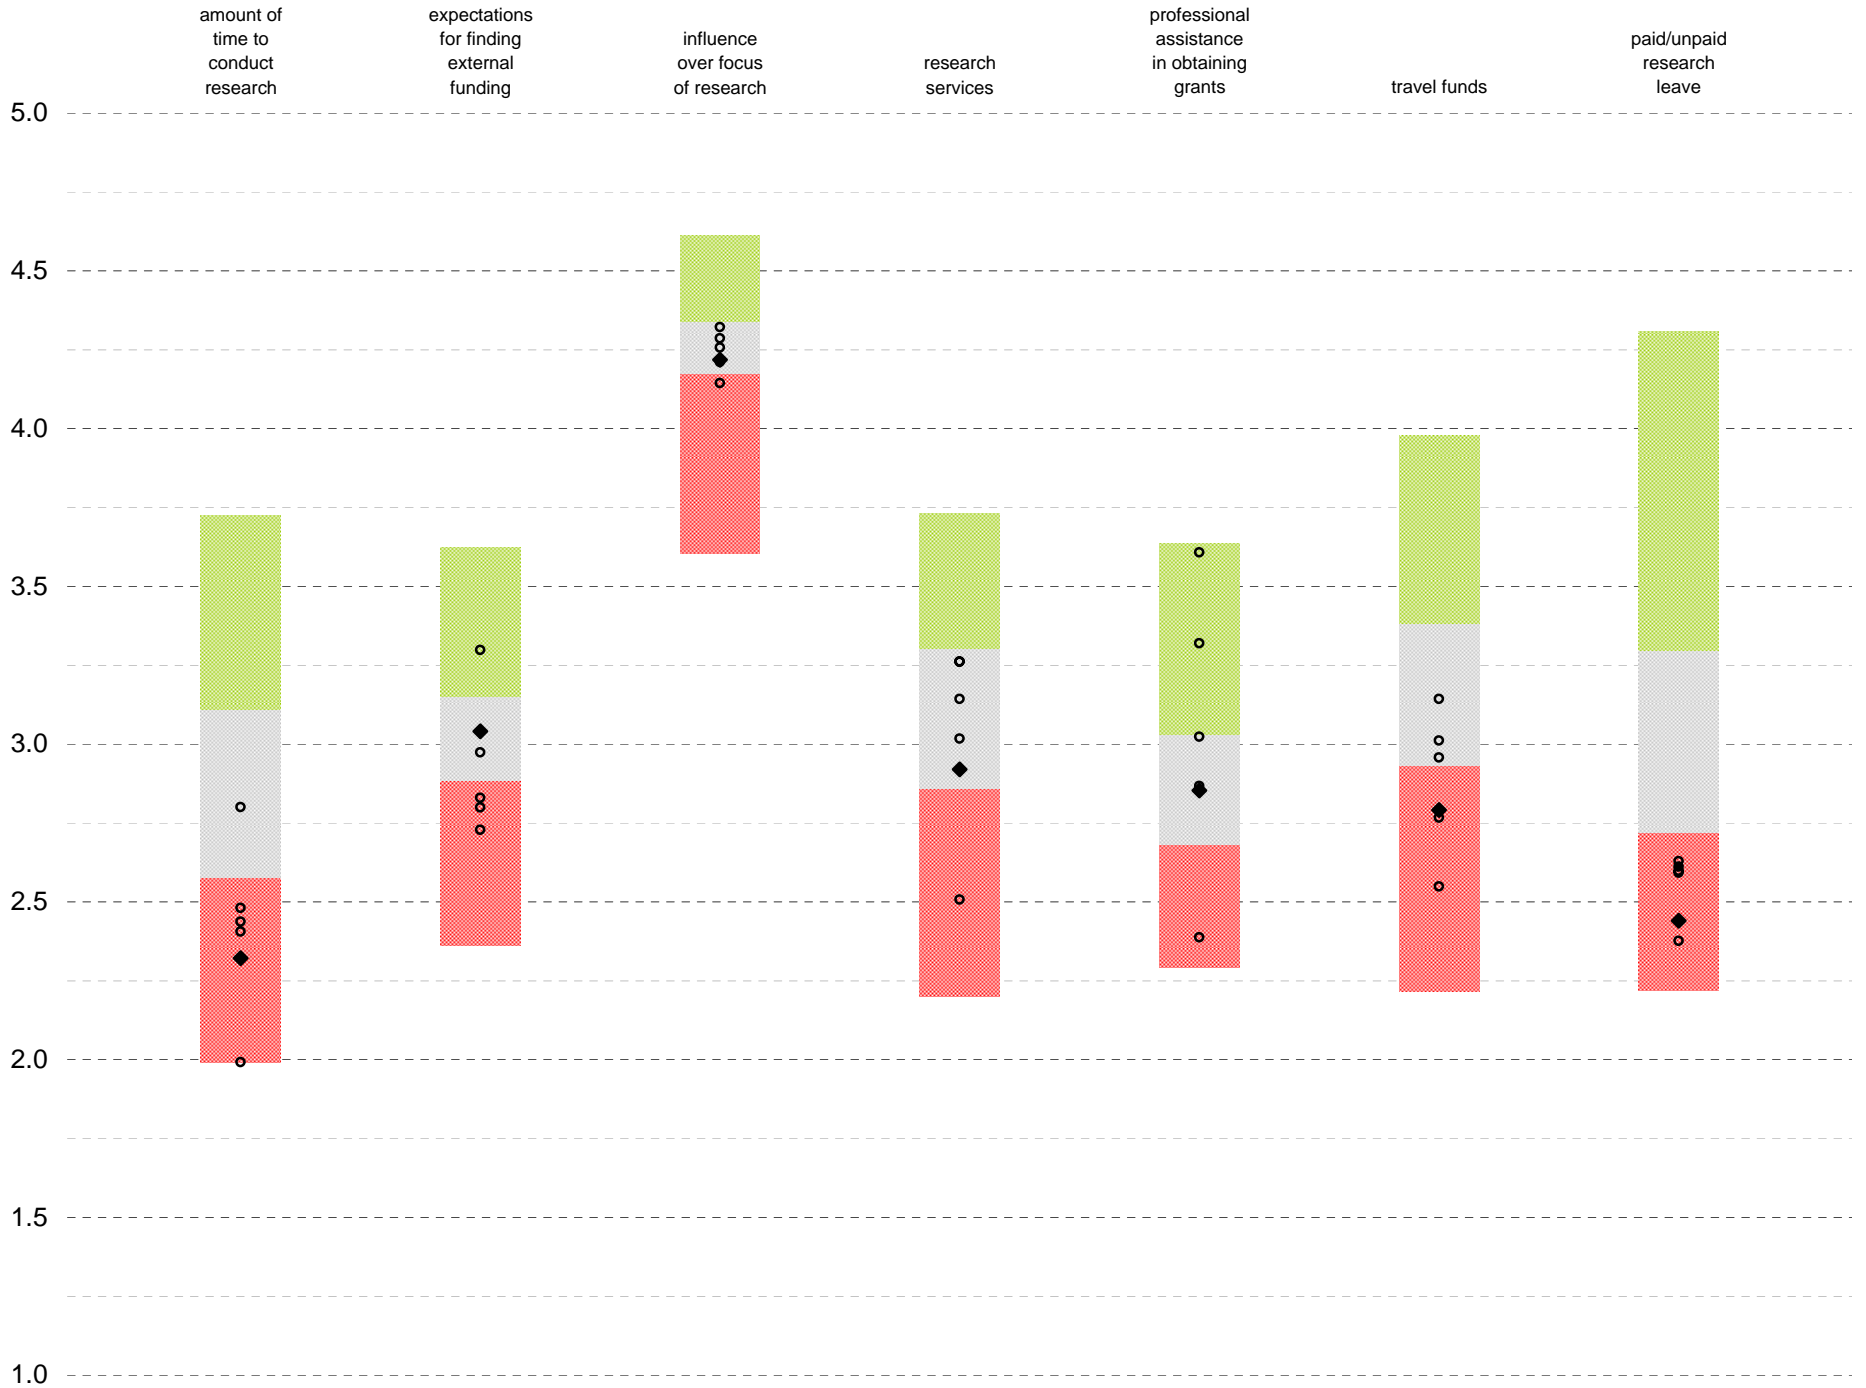 amount of
time to
conduct
research
expectations
for finding
external
funding
influence
over focus
of research
research
services
professional
assistance
in obtaining
grants
travel funds
paid/unpaid
research
leave
5.0
4.5
4.0
3.5
3.0
2.5
2.0
1.5
1.0